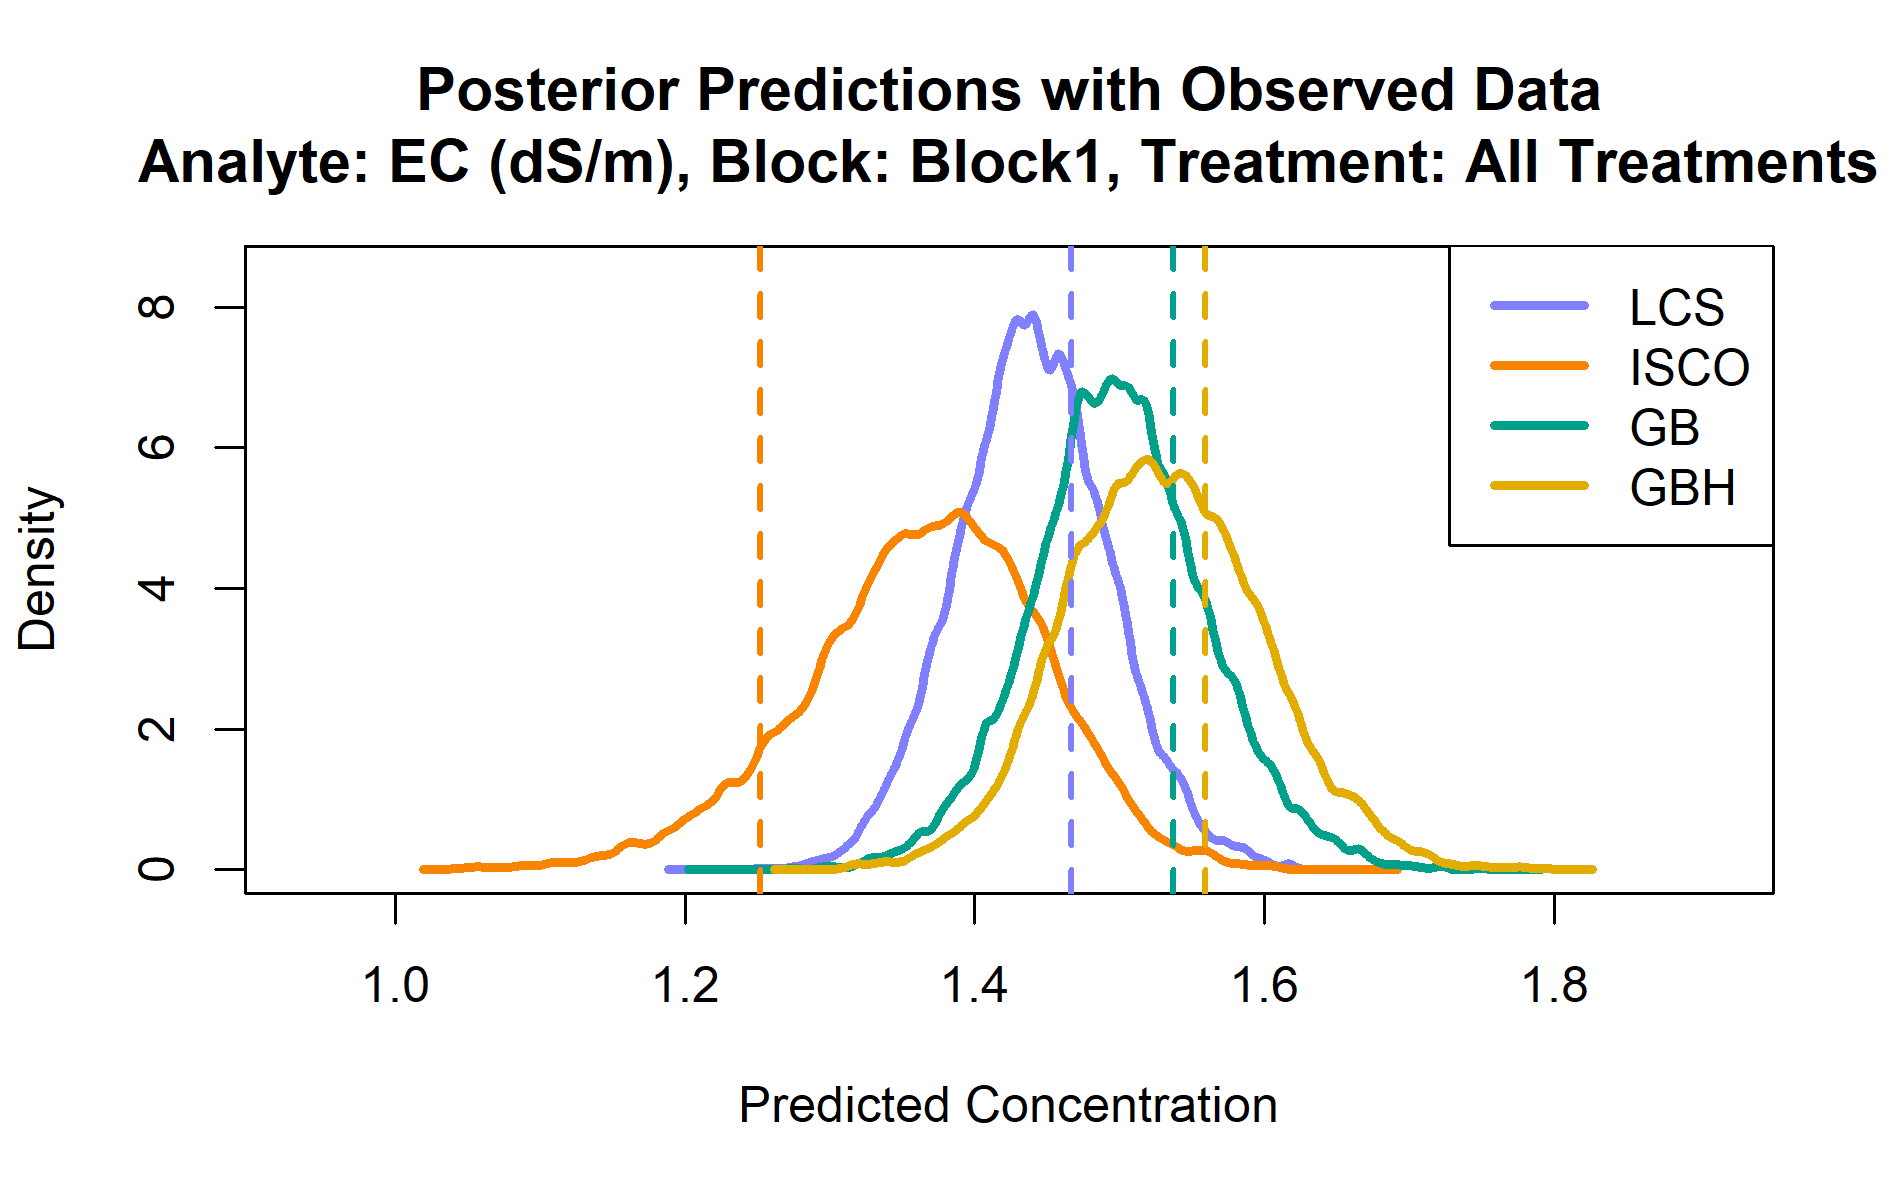 Posterior Predictions with Observed Data
Analyte: EC (dS/m), Block: Block1, Treatment: All Treatments
LCS
ISCO
GB
GBH
Density
0
2
4
6
8
1.0
1.2
1.4
1.6
1.8
Predicted Concentration